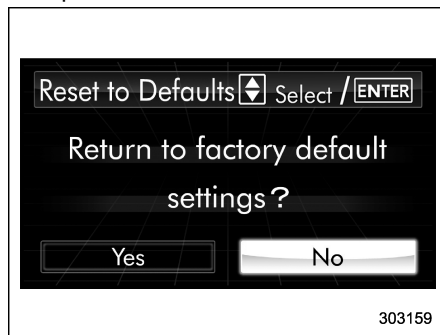 Reset to Defaults Select / ENTER
Return to factory default
settings?
Yes No
303159